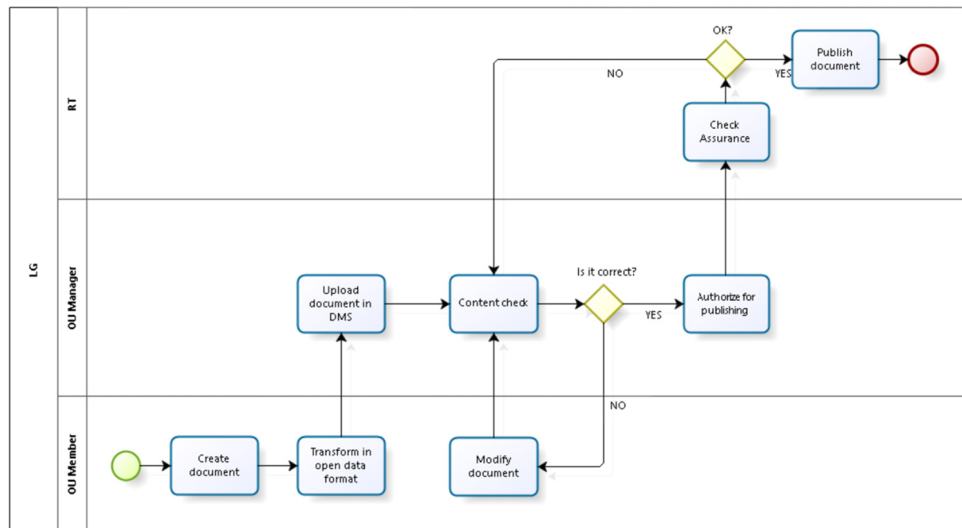 LG
RT
OK?
NO
YES
Publish
document
Check
Assurance
OU Manager
Upload
document in
DMS
Content check
Is it correct?
YES
NO
Authorize for
publishing
OU Member
Create
document
Transform in
open data
format
Modify
document